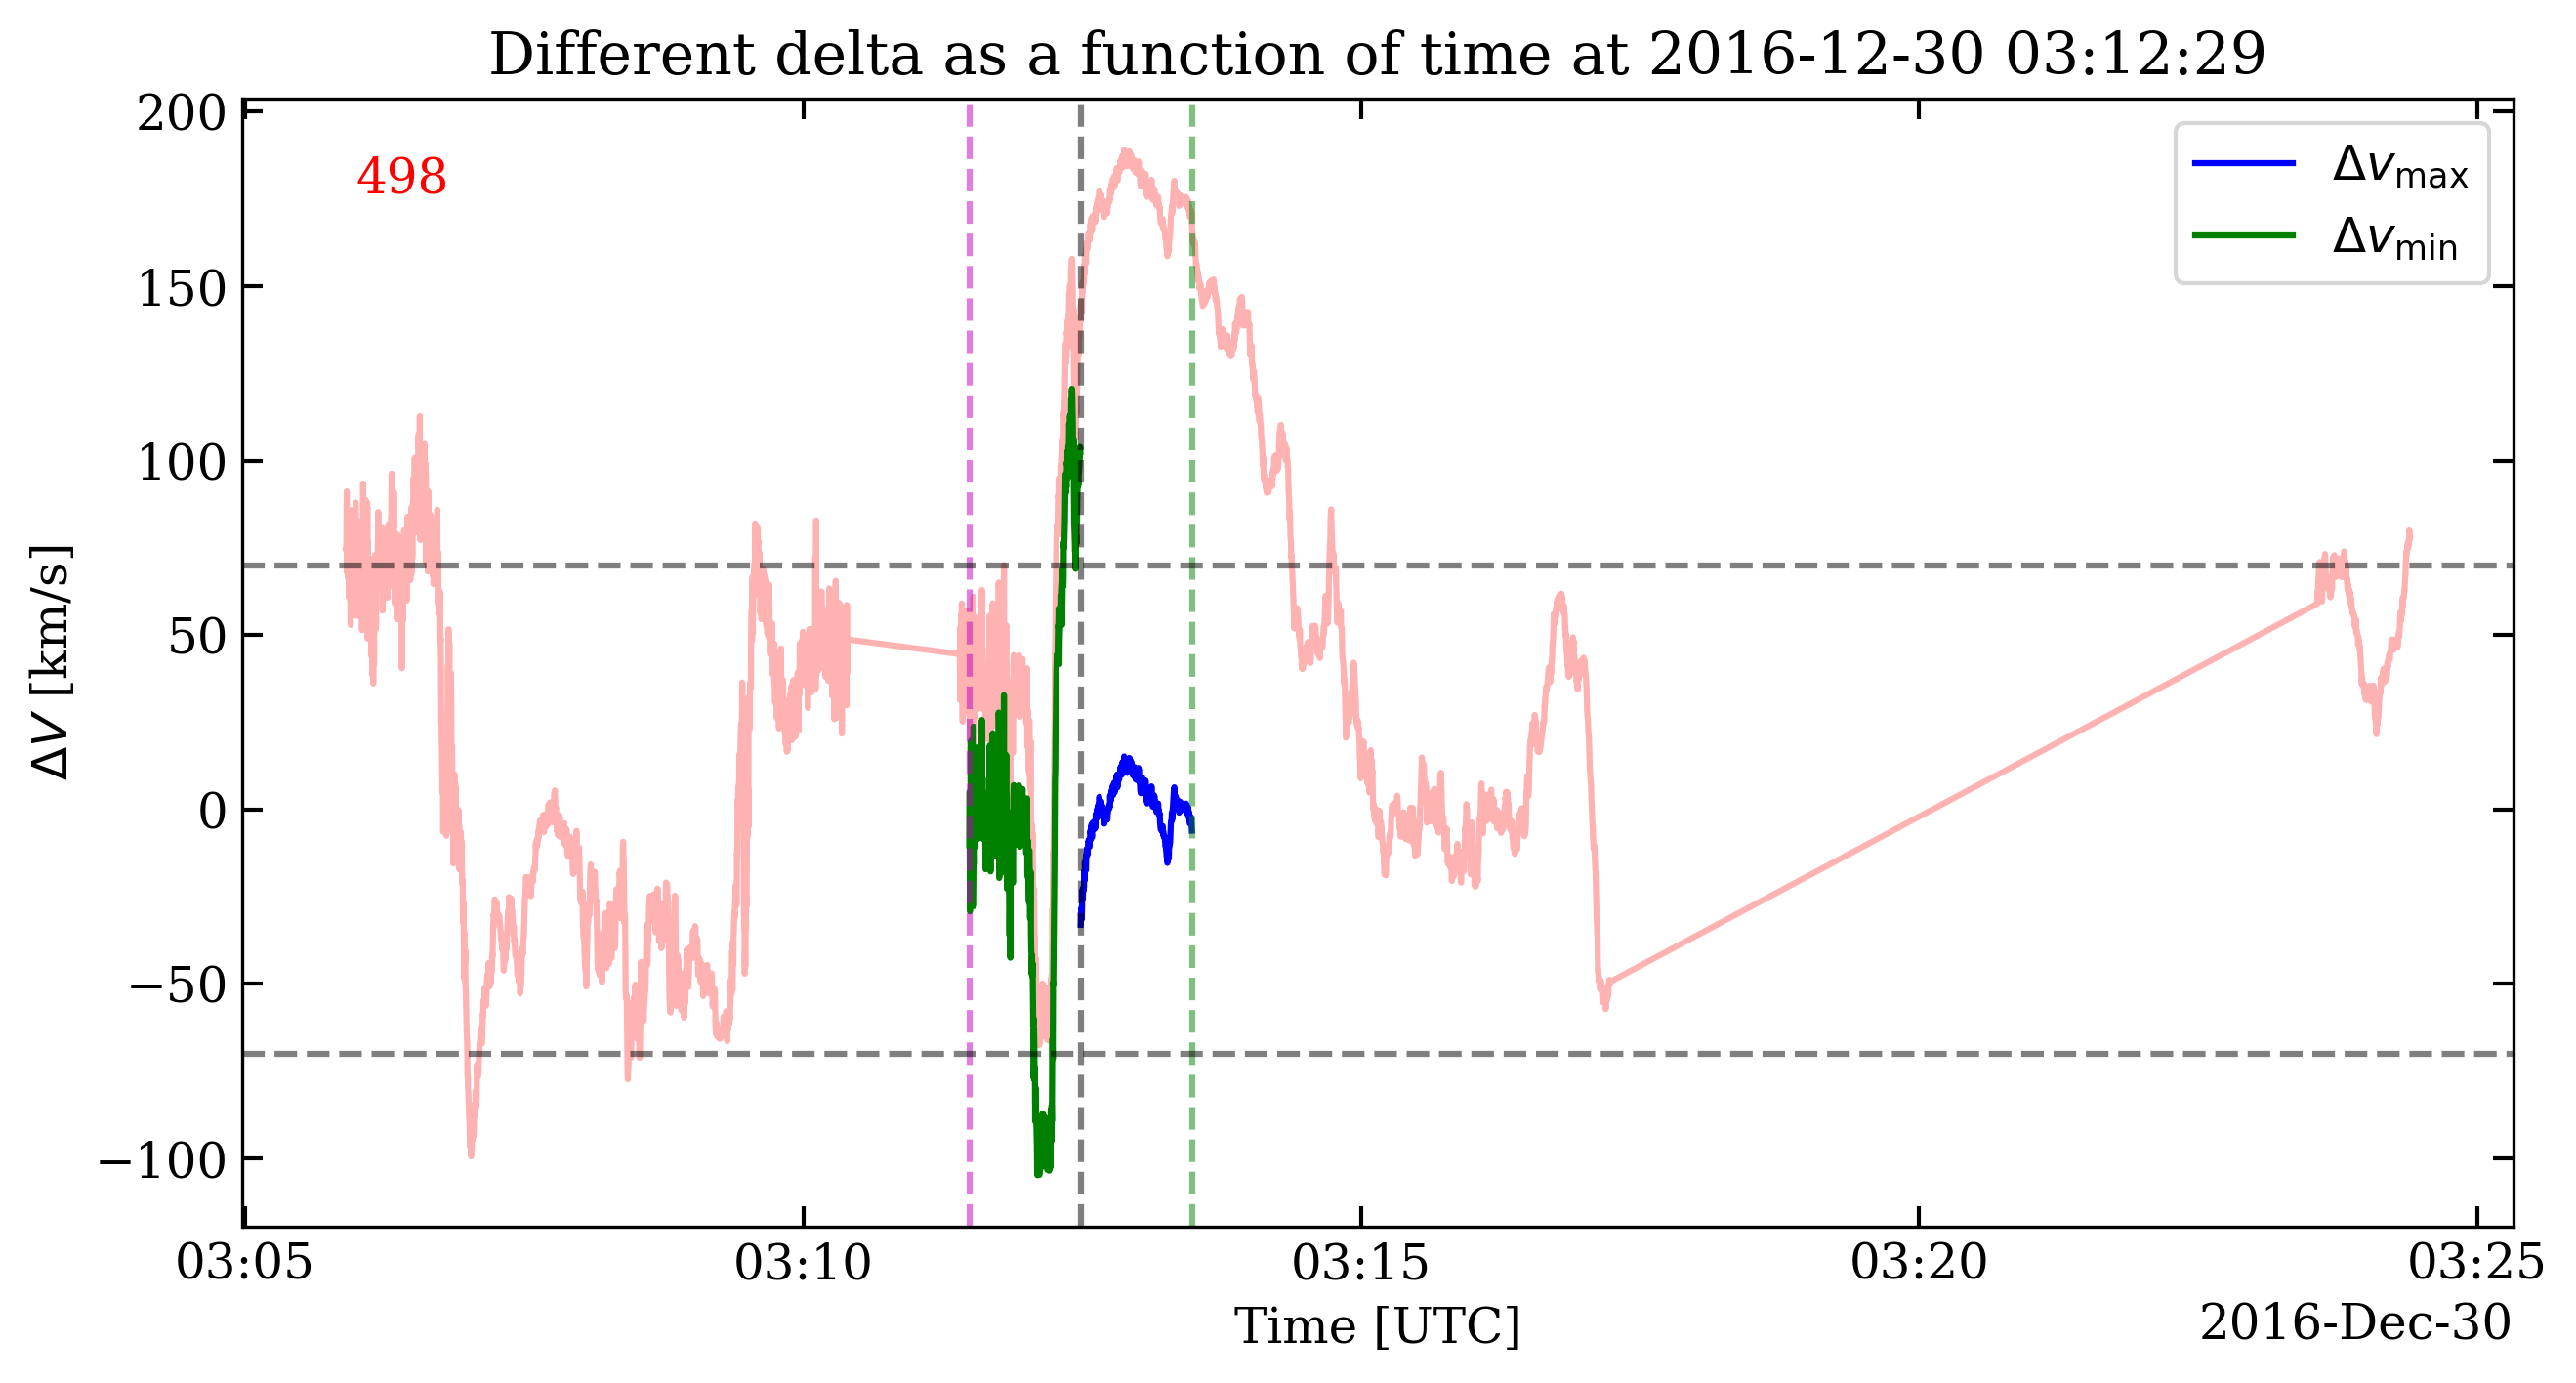 Different delta as a function of time at 2016-12-30 03:12:29
498
Δv_max
Δv_min
200
150
100
50
0
−50
−100
ΔV [km/s]
03:05 03:10 03:15 03:20 03:25
Time [UTC]
2016-Dec-30